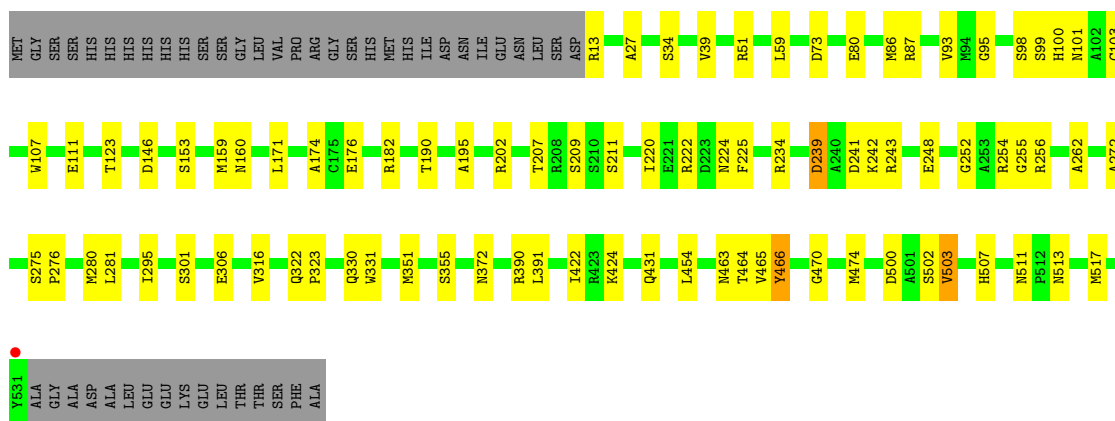 MET GLY SER SER HIS HIS HIS HIS HIS HIS SER SER GLY LEU VAL PRO ARG GLY SER HIS MET HIS ILE ASP ASN ILE GLU ASN LEU SER ASP R13 A27 S34 V39 R51 L59 D73 E80 M86 R87 V93 M94 G95 S98 S99 H100 N101 A102
W107 E111 T123 D146 S153 M159 N160 L171 A174 C175 E176 R182 T190 A195 R202 T207 R208 S209 S210 S211 I220 E221 R222 D223 N224 F225 R234 D239 A240 D241 K242 R243 E248 G252 A253 R254 G255 R256 A262
S275 P276 M280 L281 I295 S301 E306 V316 Q322 P323 Q330 W331 M351 S355 N372 R390 L391 I422 R423 K424 Q431 L454 N463 T464 V465 Y466 G470 M474 D500 A501 S502 V503 H507 N511 P512 N513 M517
Y531 ALA GLY ALA ASP ALA LEU GLU GLU LYS GLU LEU THR THR SER PHE ALA